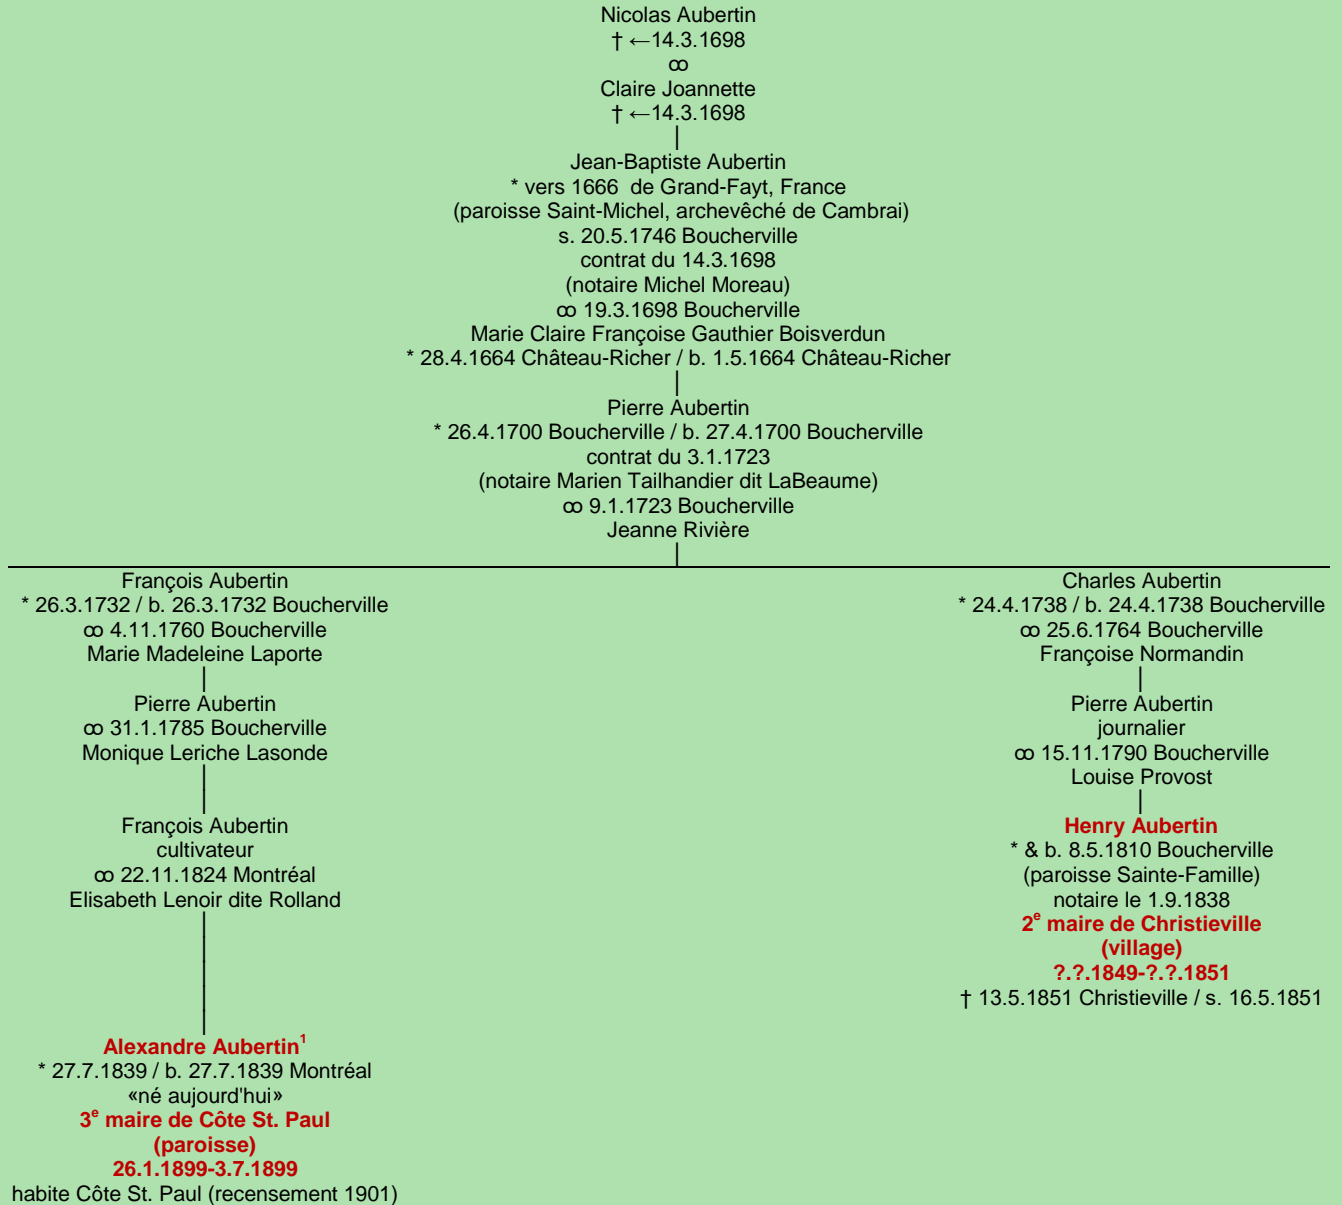 Nicolas Aubertin
† ←14.3.1698
ꝏ
Claire Joannette
† ←14.3.1698
Jean-Baptiste Aubertin
* vers 1666 de Grand-Fayt, France
(paroisse Saint-Michel, archevêché de Cambrai)
s. 20.5.1746 Boucherville
contrat du 14.3.1698
(notaire Michel Moreau)
ꝏ 19.3.1698 Boucherville
Marie Claire Françoise Gauthier Boisverdun
* 28.4.1664 Château-Richer / b. 1.5.1664 Château-Richer
Pierre Aubertin
* 26.4.1700 Boucherville / b. 27.4.1700 Boucherville
contrat du 3.1.1723
(notaire Marien Tailhandier dit LaBeaume)
ꝏ 9.1.1723 Boucherville
Jeanne Rivière
François Aubertin
* 26.3.1732 / b. 26.3.1732 Boucherville
ꝏ 4.11.1760 Boucherville
Marie Madeleine Laporte
Pierre Aubertin
ꝏ 31.1.1785 Boucherville
Monique Leriche Lasonde
François Aubertin
cultivateur
ꝏ 22.11.1824 Montréal
Elisabeth Lenoir dite Rolland
Alexandre Aubertin¹
* 27.7.1839 / b. 27.7.1839 Montréal
«né aujourd'hui»
3ᵉ maire de Côte St. Paul
(paroisse)
26.1.1899-3.7.1899
habite Côte St. Paul (recensement 1901)
Charles Aubertin
* 24.4.1738 / b. 24.4.1738 Boucherville
ꝏ 25.6.1764 Boucherville
Françoise Normandin
Pierre Aubertin
journalier
ꝏ 15.11.1790 Boucherville
Louise Provost
Henry Aubertin
* & b. 8.5.1810 Boucherville
(paroisse Sainte-Famille)
notaire le 1.9.1838
2ᵉ maire de Christieville
(village)
?.?.1849-?.?.1851
† 13.5.1851 Christieville / s. 16.5.1851